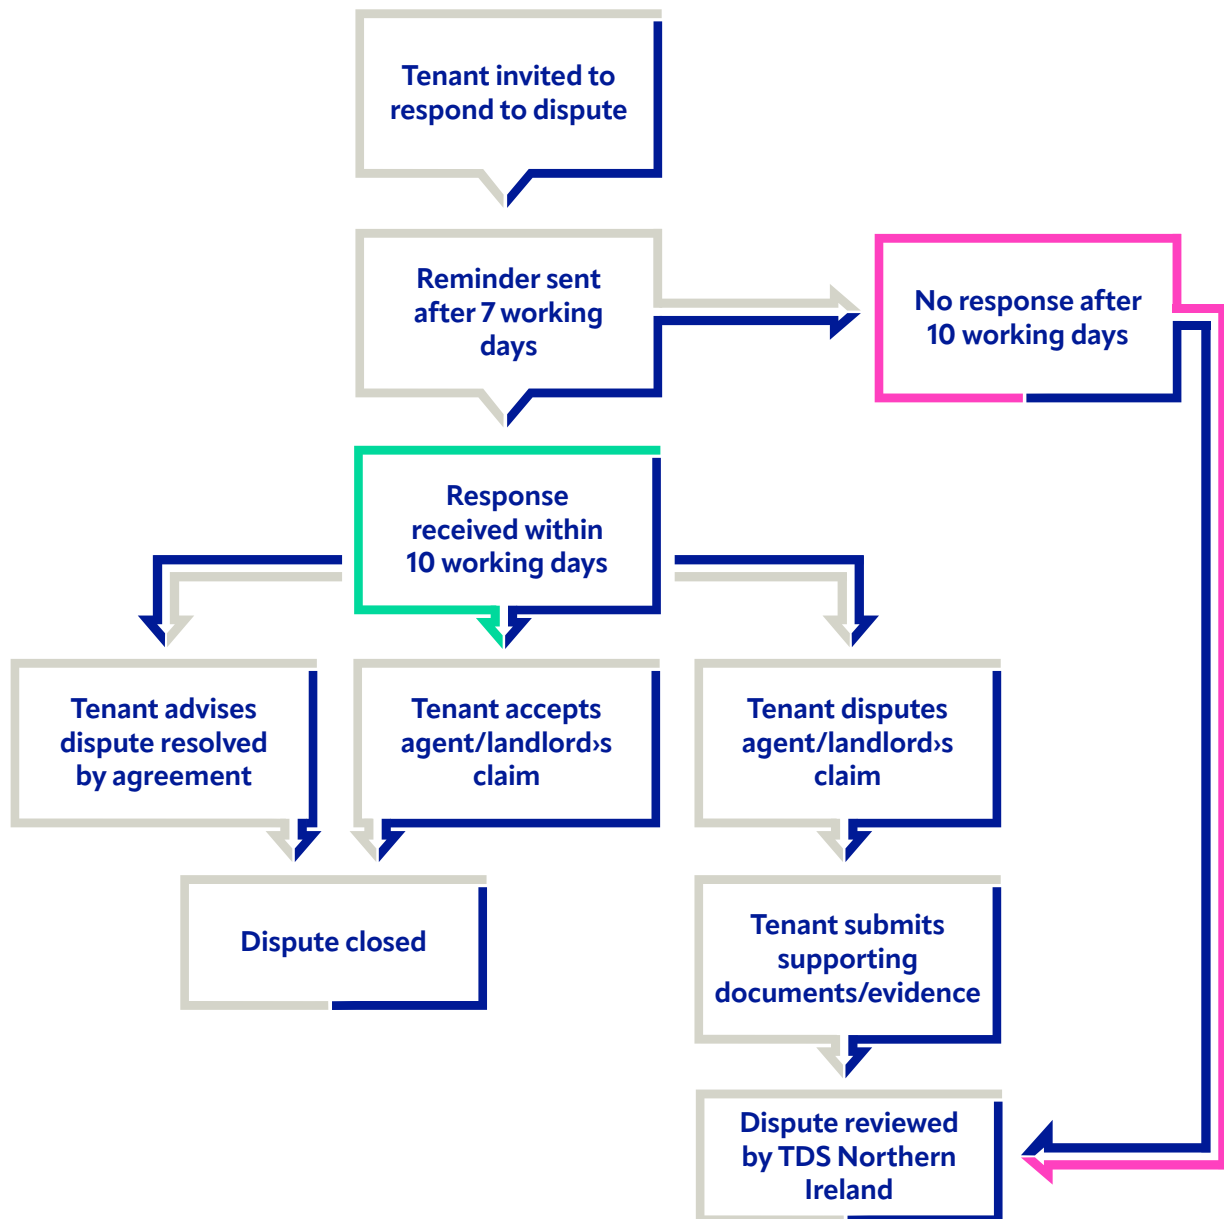 Tenant invited to
respond to dispute
Reminder sent
after 7 working
days
No response after
10 working days
Response
received within
10 working days
Tenant advises
dispute resolved
by agreement
Tenant accepts
agent/landlord›s
claim
Tenant disputes
agent/landlord›s
claim
Dispute closed
Tenant submits
supporting
documents/evidence
Dispute reviewed
by TDS Northern
Ireland